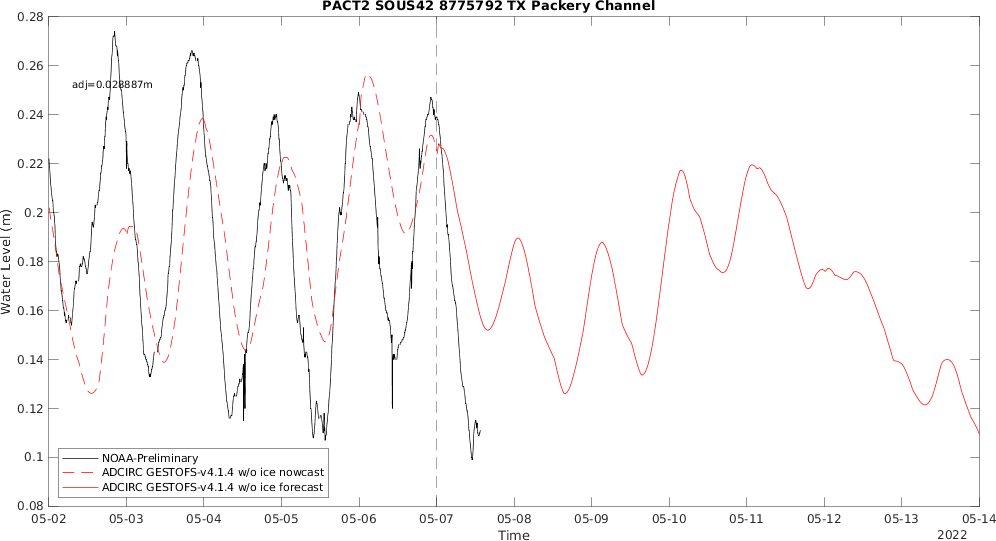 PACT2 SOUS42 8775792 TX Packery Channel
0.28
0.26
0.24
0.22
0.2
0.18
0.16
0.14
0.12
0.1
0.08
Water Level (m)
adj=0.028887m
NOAA-Preliminary
ADCIRC GESTOFS-v4.1.4 w/o ice nowcast
ADCIRC GESTOFS-v4.1.4 w/o ice forecast
05-02 05-03 05-04 05-05 05-06 05-07 05-08 05-09 05-10 05-11 05-12 05-13 05-14
Time
2022